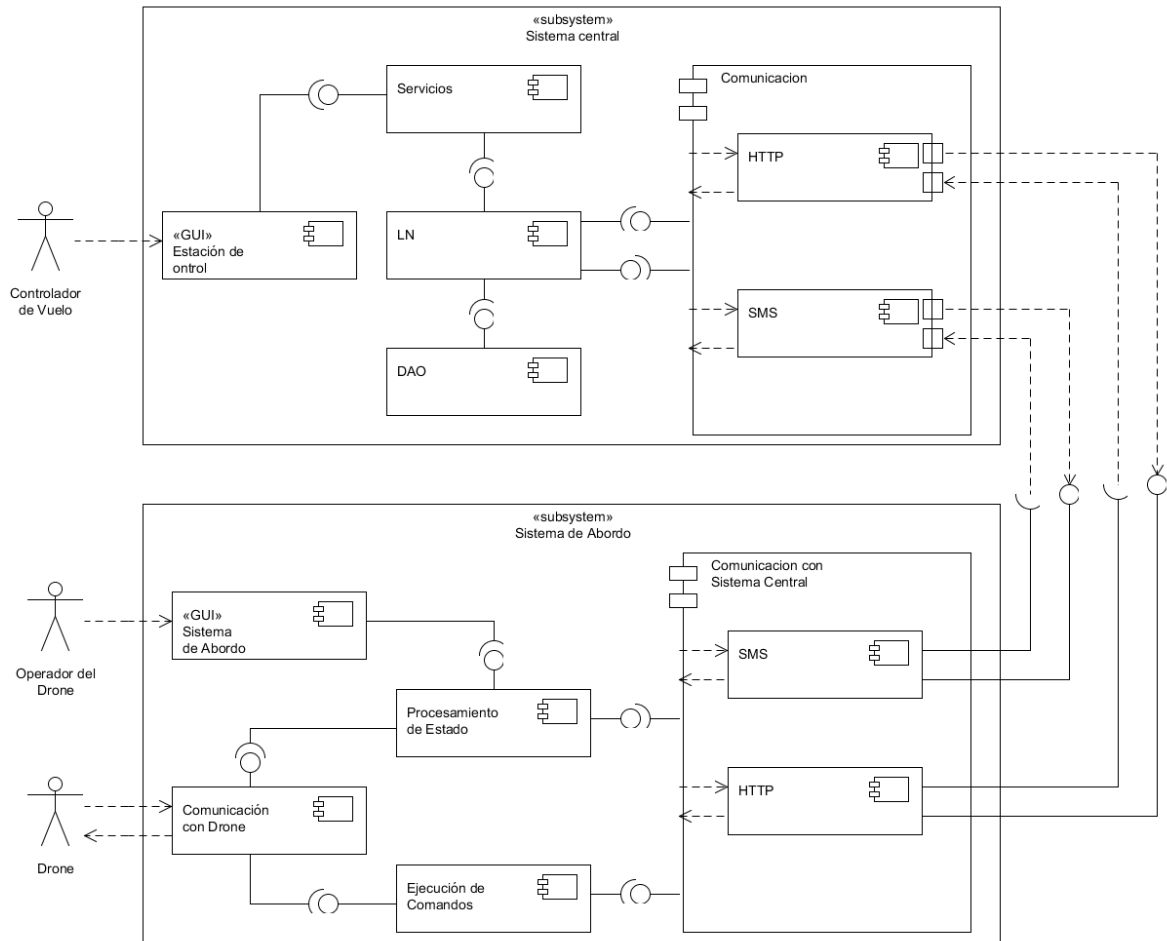 «subsystem»
Sistema central
Servicios
Comunicacion
HTTP
«GUI»
Estación de
ontrol
LN
Controlador
de Vuelo
SMS
DAO
«subsystem»
Sistema de Abordo
Comunicacion con
Sistema Central
«GUI»
Sistema
de Abordo
Operador del
Drone
SMS
Procesamiento
de Estado
Comunicación
con Drone
HTTP
Drone
Ejecución de
Comandos